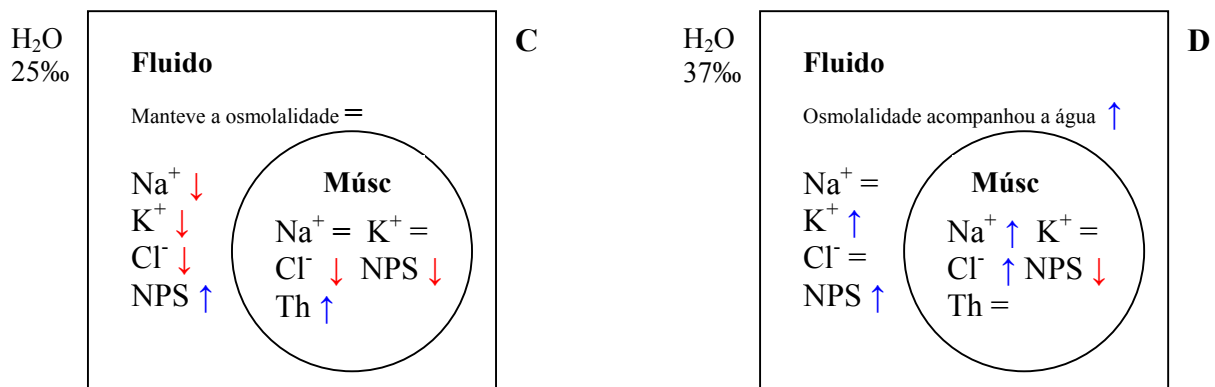 H₂O
25‰
C
Fluido
Manteve a osmolalidade =
Na⁺ ↓
K⁺ ↓
Cl⁻ ↓
NPS ↑
Músc
Na⁺ = K⁺ =
Cl⁻ ↓ NPS ↓
Th ↑
H₂O
37‰
D
Fluido
Osmolalidade acompanhou a água ↑
Na⁺ =
K⁺ ↑
Cl⁻ =
NPS ↑
Músc
Na⁺ ↑ K⁺ =
Cl⁻ ↑ NPS ↓
Th =